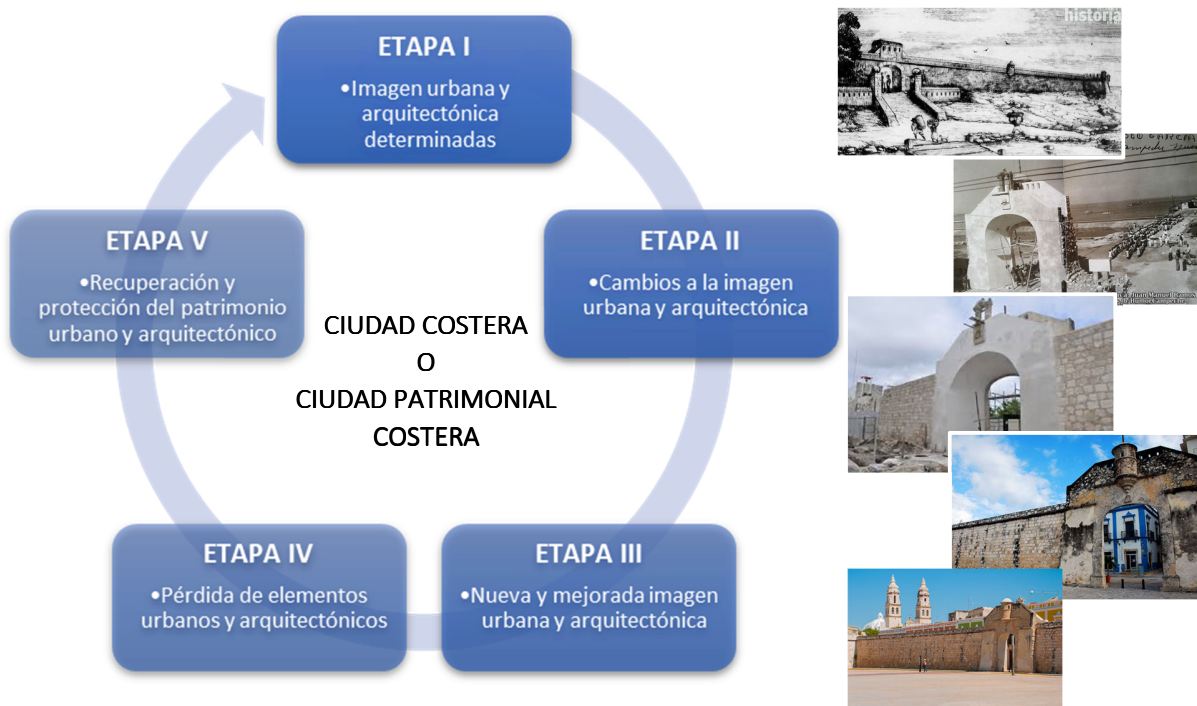 ETAPA I
•Imagen urbana y
arquitectónica
determinadas
ETAPA II
•Cambios a la imagen
urbana y arquitectónica
ETAPA III
•Nueva y mejorada imagen
urbana y arquitectónica
ETAPA IV
•Pérdida de elementos
urbanos y arquitectónicos
ETAPA V
•Recuperación y
protección del patrimonio
urbano y arquitectónico
CIUDAD COSTERA
O
CIUDAD PATRIMONIAL
COSTERA
historia